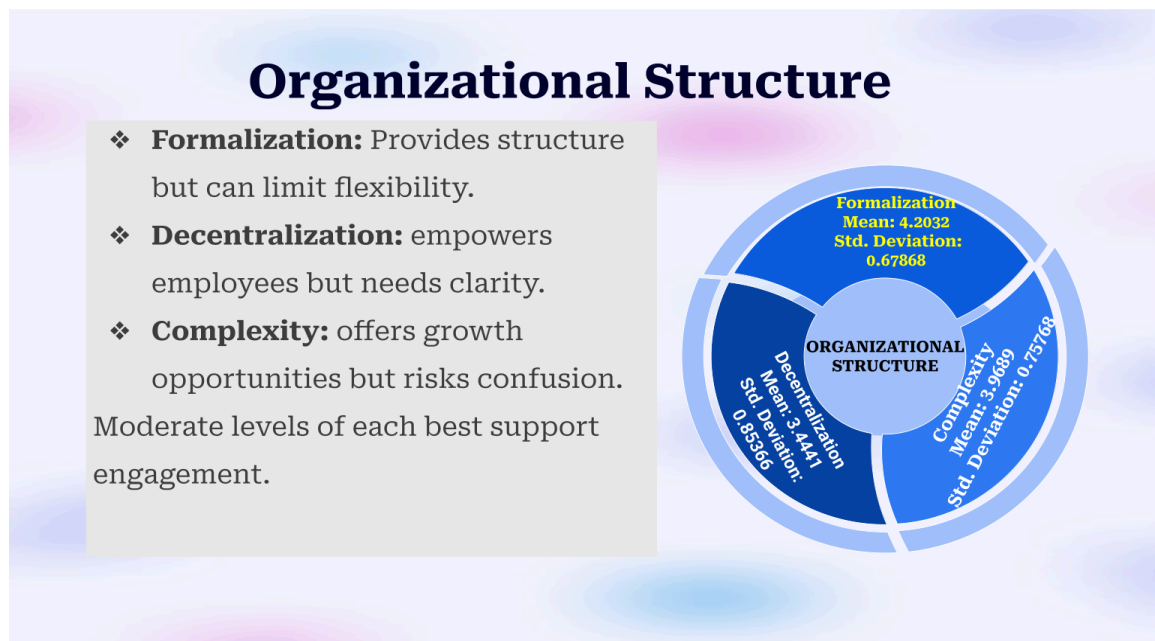 Organizational Structure
❖ Formalization: Provides structure
but can limit flexibility.
❖ Decentralization: empowers
employees but needs clarity.
❖ Complexity: offers growth
opportunities but risks confusion.
Moderate levels of each best support
engagement.
Formalization
Mean: 4.2032
Std. Deviation:
0.67868
ORGANIZATIONAL
STRUCTURE
Decentralization
Mean: 3.4441
Std. Deviation:
0.85366
Complexity
Mean: 3.9689
Std. Deviation: 0.75768